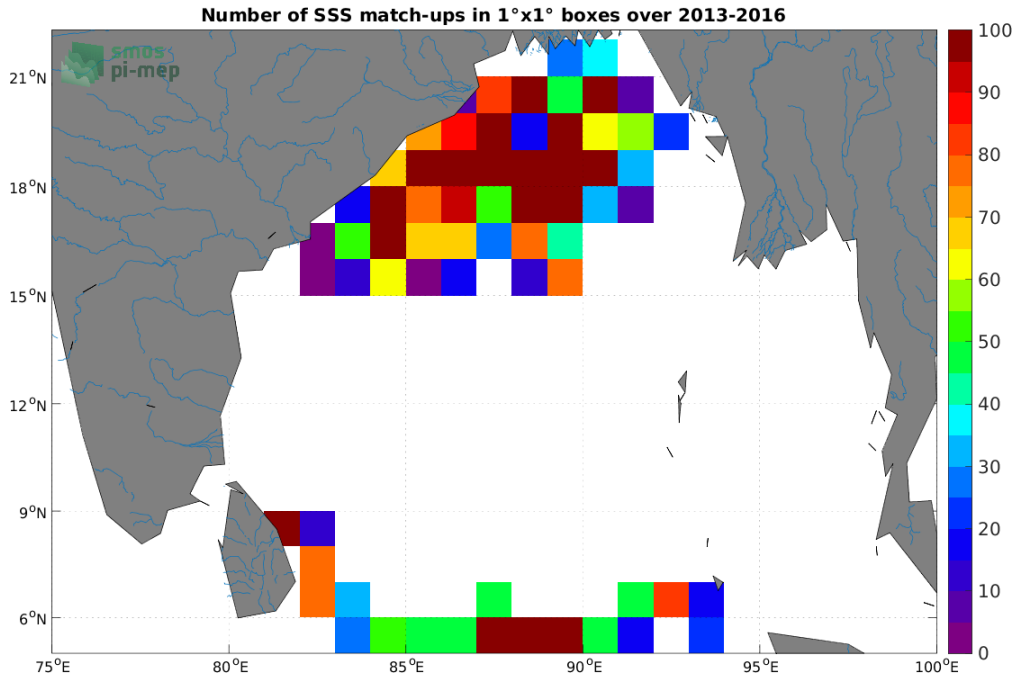 Number of SSS match-ups in 1°x1° boxes over 2013-2016
smos
pi-mep
21°N
18°N
15°N
12°N
9°N
6°N
75°E
80°E
85°E
90°E
95°E
100°E
100
90
80
70
60
50
40
30
20
10
0